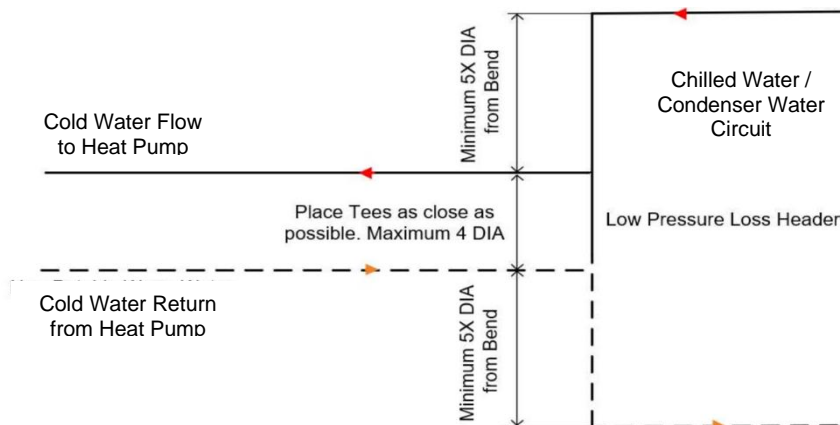 Minimum 5X DIA
from Bend
Chilled Water /
Condenser Water
Circuit
Cold Water Flow
to Heat Pump
Place Tees as close as
possible. Maximum 4 DIA
Low Pressure Loss Header
Cold Water Return
from Heat Pump
Minimum 5X DIA
from Bend